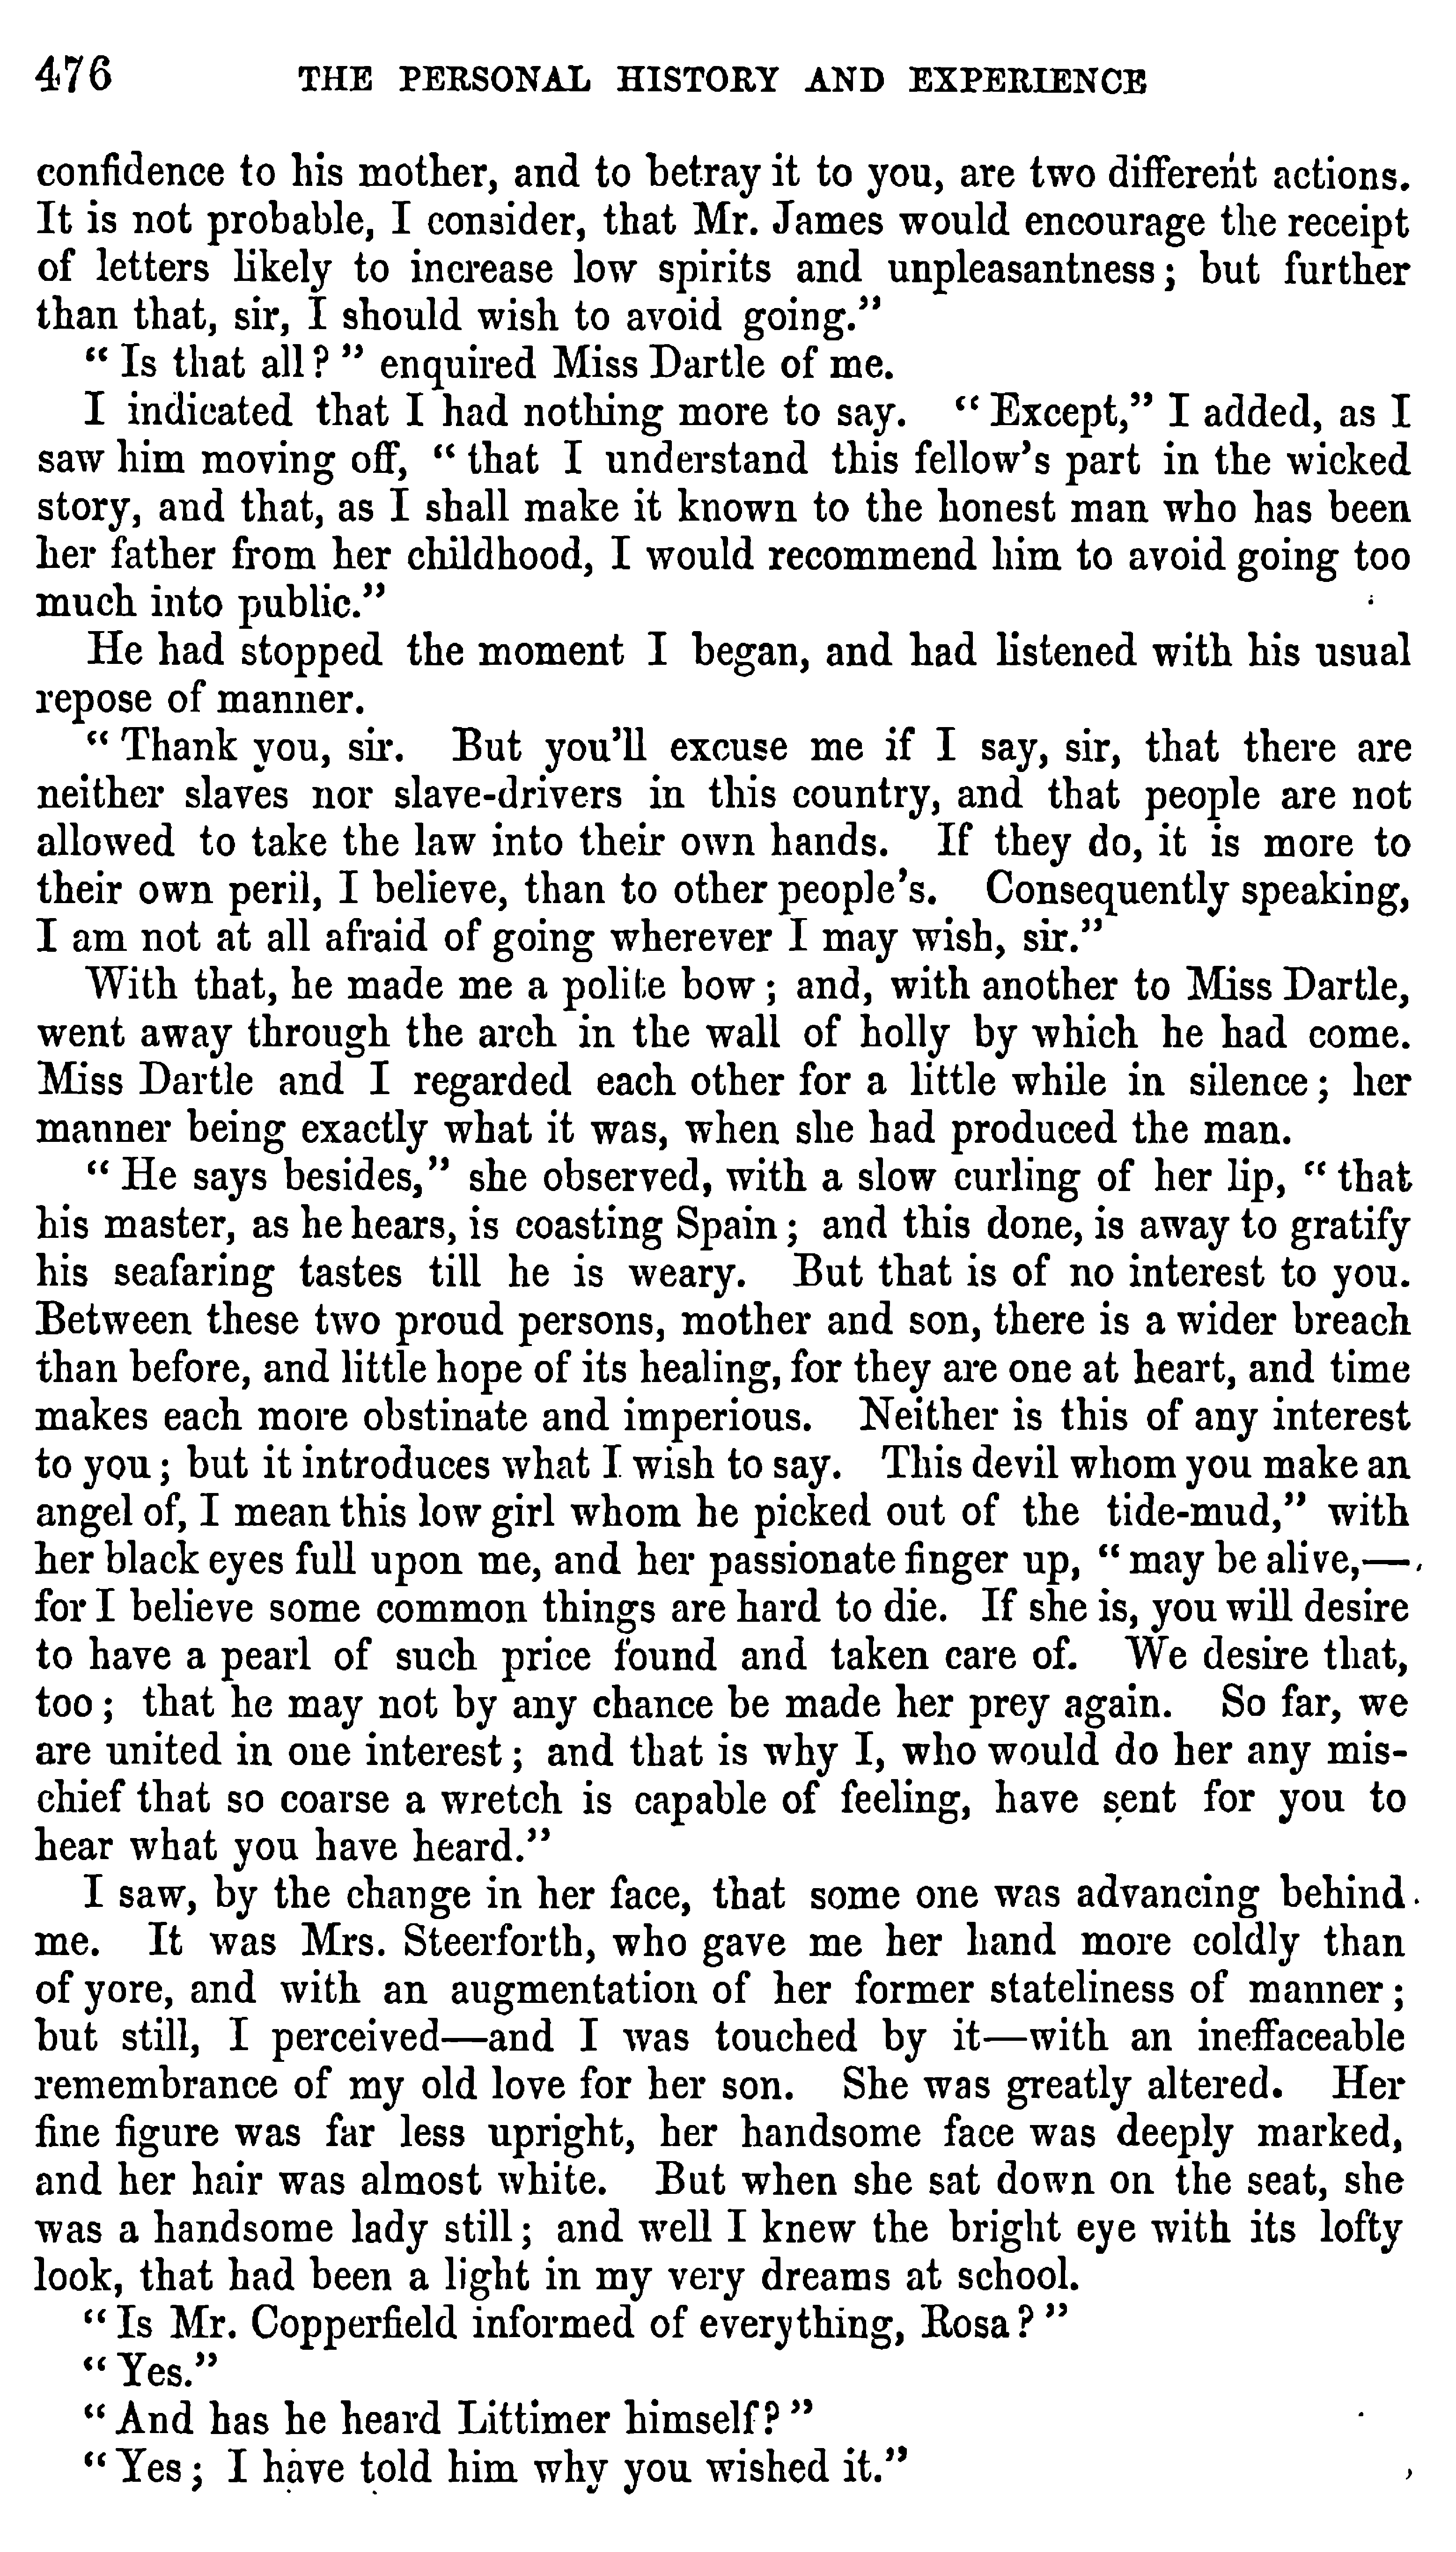 476 THE PERSONAL HISTORY AND EXPERIENCE
confidence to his mother, and to betray it to you, are two different actions.
It is not probable, I consider, that Mr. James would encourage the receipt
of letters likely to increase low spirits and unpleasantness; but further
than that, sir, I should wish to avoid going."
"Is that all?" enquired Miss Dartle of me.
I indicated that I had nothing more to say. "Except," I added, as I
saw him moving off, "that I understand this fellow's part in the wicked
story, and that, as I shall make it known to the honest man who has been
her father from her childhood, I would recommend him to avoid going too
much into public."
He had stopped the moment I began, and had listened with his usual
repose of manner.
"Thank you, sir. But you'll excuse me if I say, sir, that there are
neither slaves nor slave-drivers in this country, and that people are not
allowed to take the law into their own hands. If they do, it is more to
their own peril, I believe, than to other people's. Consequently speaking,
I am not at all afraid of going wherever I may wish, sir."
With that, he made me a polite bow; and, with another to Miss Dartle,
went away through the arch in the wall of holly by which he had come.
Miss Dartle and I regarded each other for a little while in silence; her
manner being exactly what it was, when she had produced the man.
"He says besides," she observed, with a slow curling of her lip, "that
his master, as he hears, is coasting Spain; and this done, is away to gratify
his seafaring tastes till he is weary. But that is of no interest to you.
Between these two proud persons, mother and son, there is a wider breach
than before, and little hope of its healing, for they are one at heart, and time
makes each more obstinate and imperious. Neither is this of any interest
to you; but it introduces what I wish to say. This devil whom you make an
angel of, I mean this low girl whom he picked out of the tide-mud," with
her black eyes full upon me, and her passionate finger up, "may be alive,—
for I believe some common things are hard to die. If she is, you will desire
to have a pearl of such price found and taken care of. We desire that,
too; that he may not by any chance be made her prey again. So far, we
are united in one interest; and that is why I, who would do her any mis-
chief that so coarse a wretch is capable of feeling, have sent for you to
hear what you have heard."
I saw, by the change in her face, that some one was advancing behind
me. It was Mrs. Steerforth, who gave me her hand more coldly than
of yore, and with an augmentation of her former stateliness of manner;
but still, I perceived—and I was touched by it—with an ineffaceable
remembrance of my old love for her son. She was greatly altered. Her
fine figure was far less upright, her handsome face was deeply marked,
and her hair was almost white. But when she sat down on the seat, she
was a handsome lady still; and well I knew the bright eye with its lofty
look, that had been a light in my very dreams at school.
"Is Mr. Copperfield informed of everything, Rosa?"
"Yes."
"And has he heard Littimer himself?"
"Yes; I have told him why you wished it."